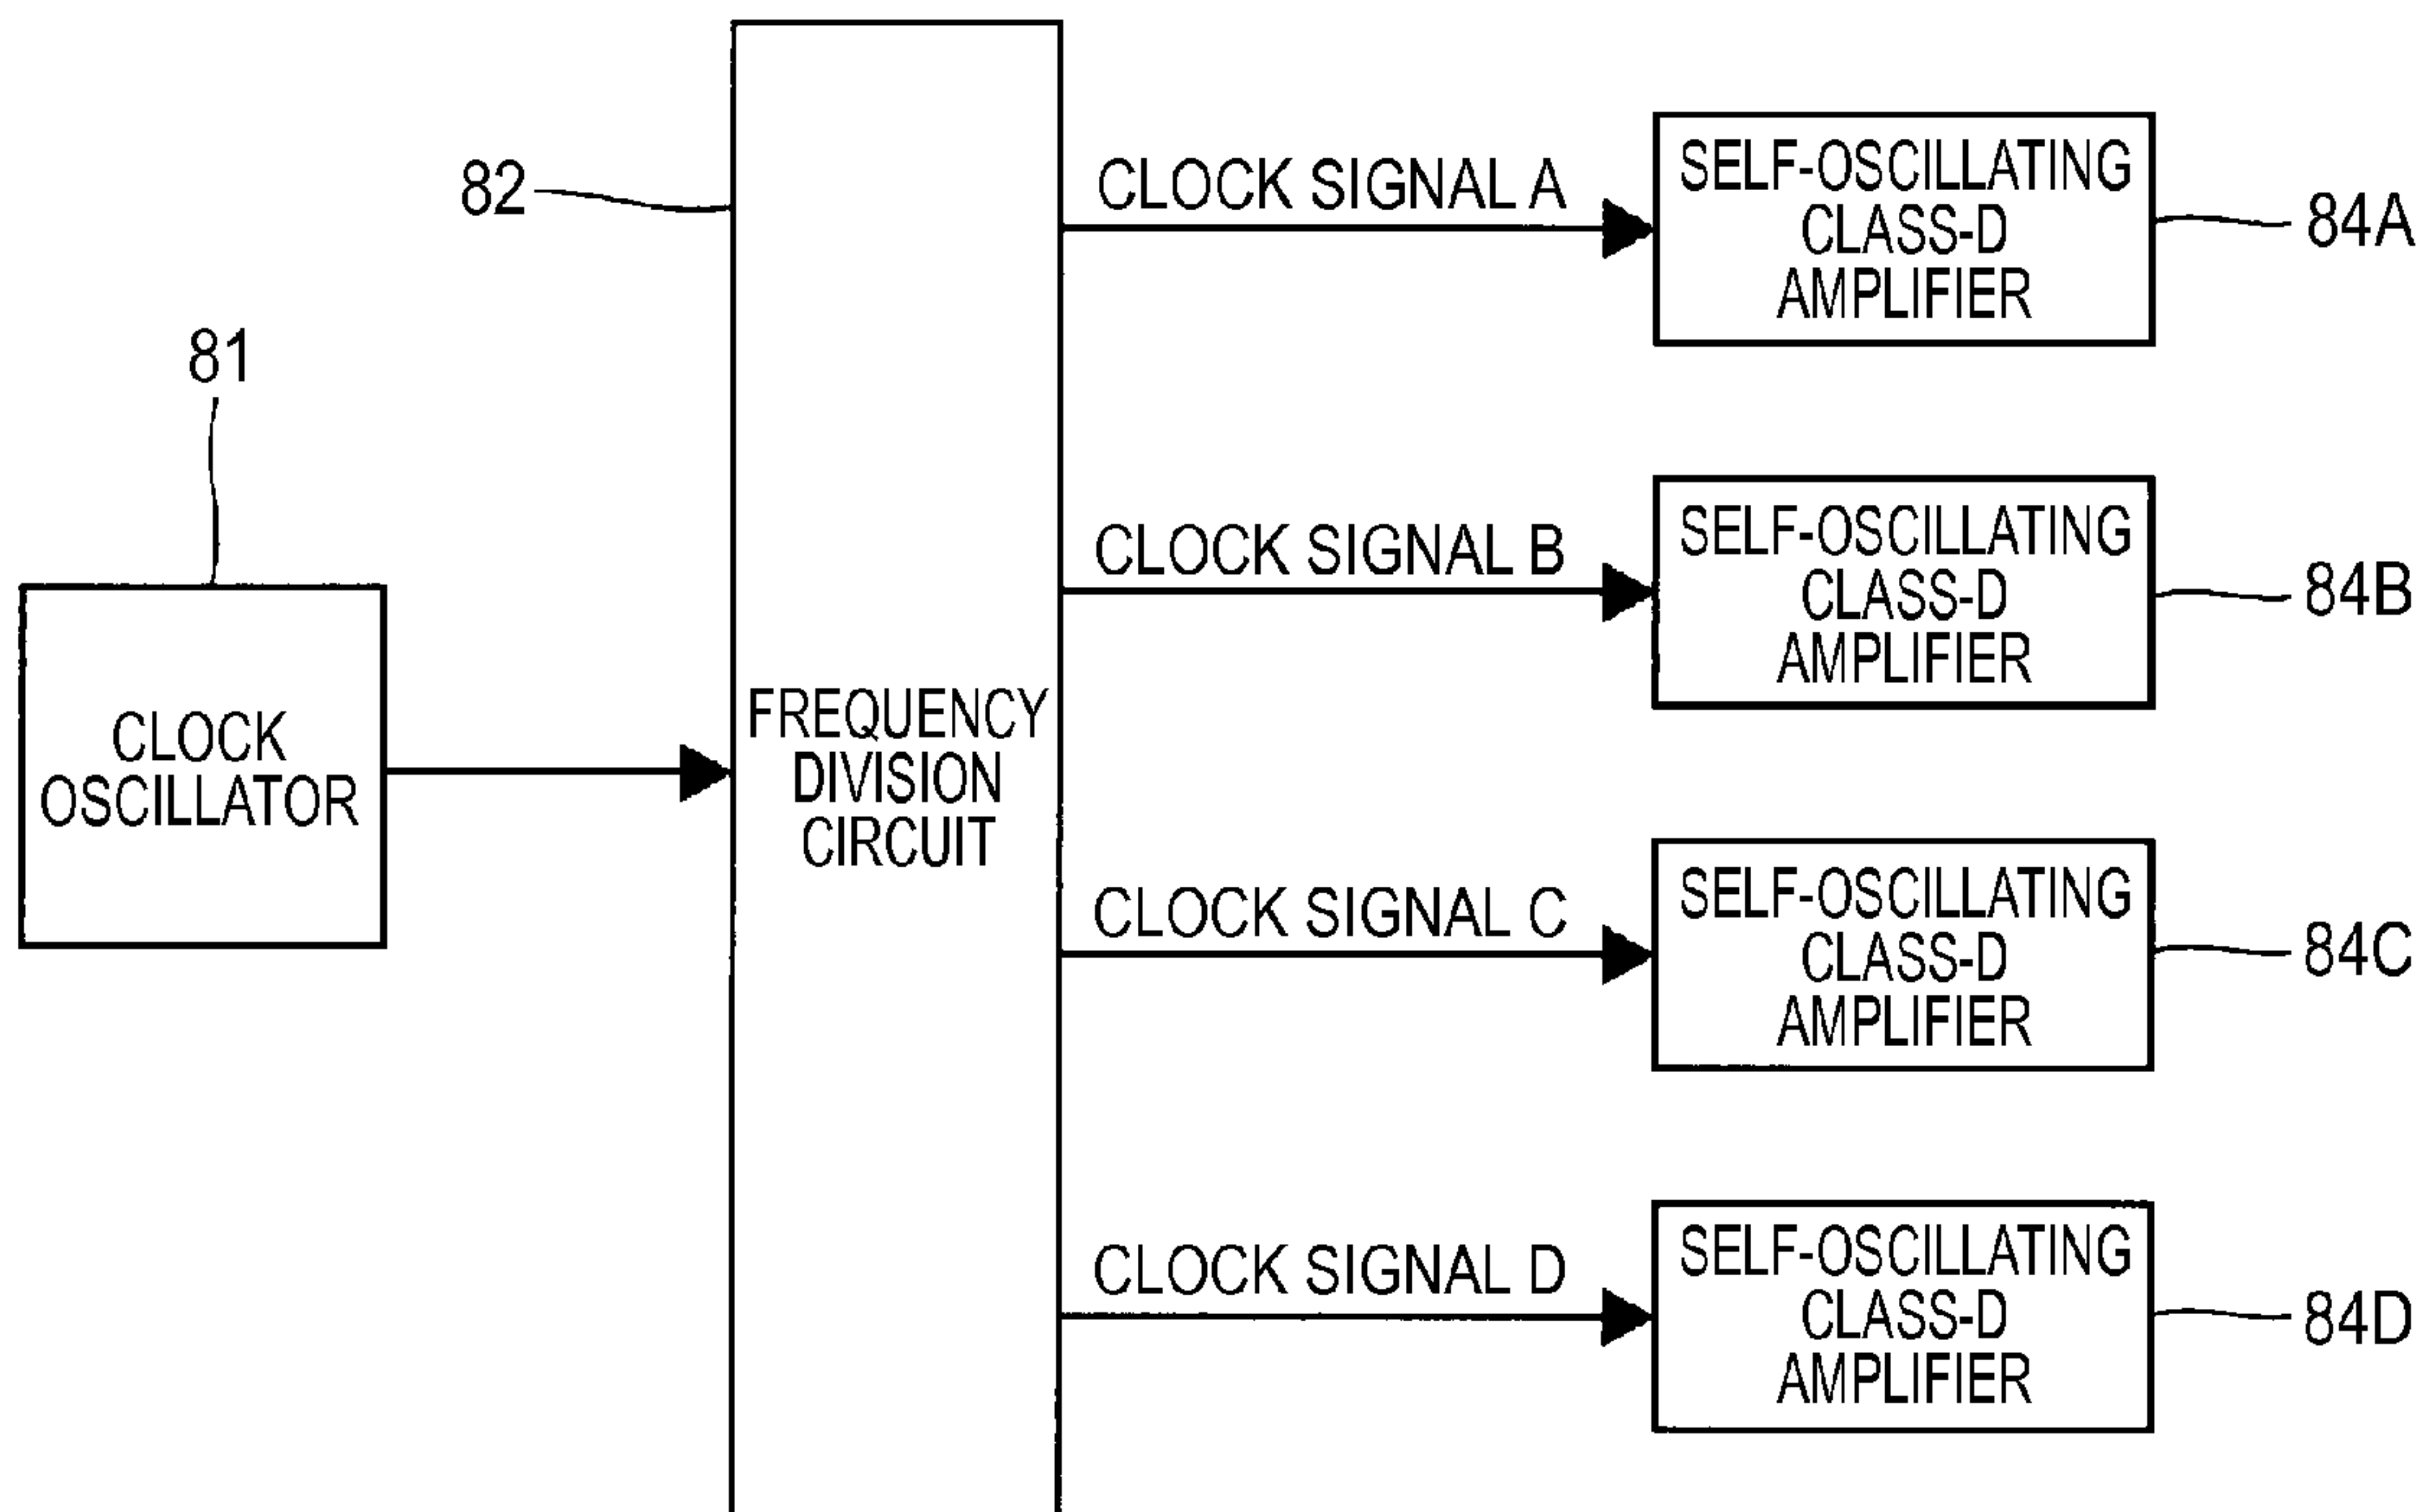 81
CLOCK
OSCILLATOR
82
FREQUENCY
DIVISION
CIRCUIT
CLOCK SIGNAL A
SELF-OSCILLATING
CLASS-D
AMPLIFIER
84A
CLOCK SIGNAL B
SELF-OSCILLATING
CLASS-D
AMPLIFIER
84B
CLOCK SIGNAL C
SELF-OSCILLATING
CLASS-D
AMPLIFIER
84C
CLOCK SIGNAL D
SELF-OSCILLATING
CLASS-D
AMPLIFIER
84D